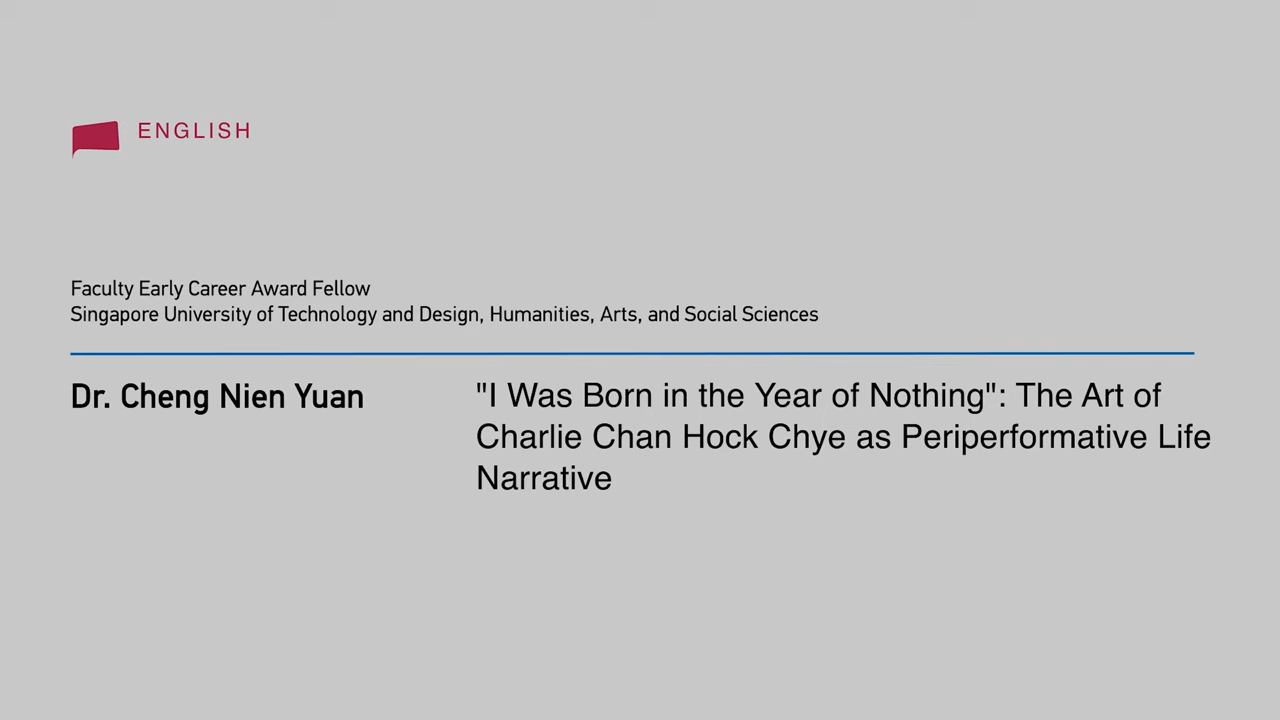 ENGLISH
Faculty Early Career Award Fellow
Singapore University of Technology and Design, Humanities, Arts, and Social Sciences
Dr. Cheng Nien Yuan
"I Was Born in the Year of Nothing": The Art of
Charlie Chan Hock Chye as Periperformative Life
Narrative